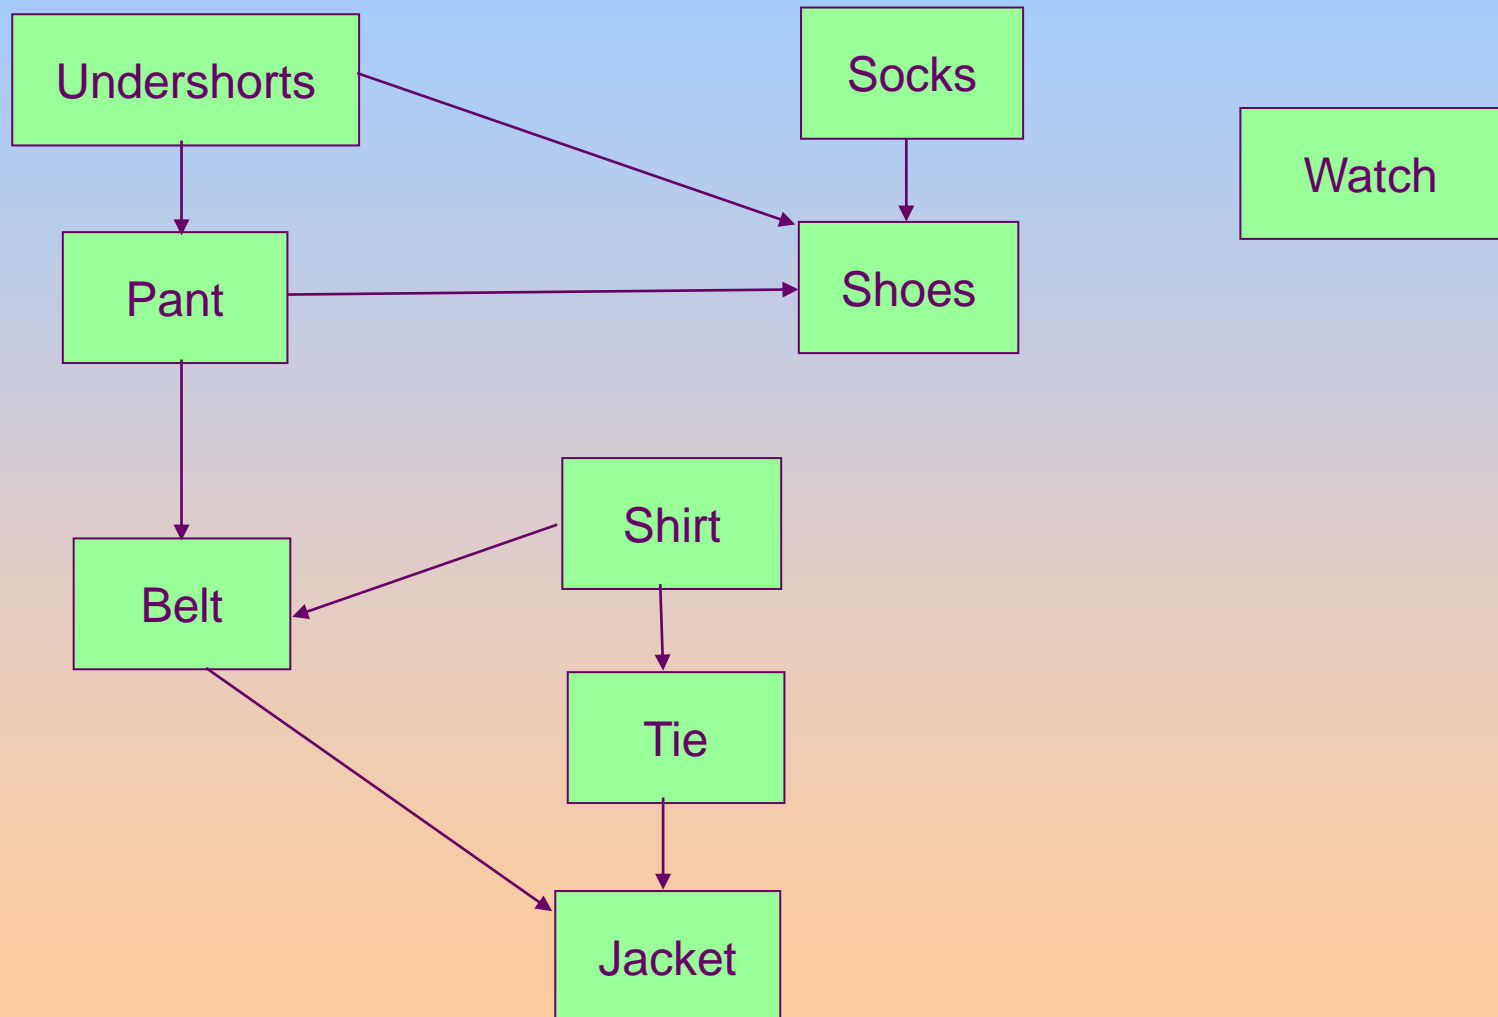 Undershorts
Socks
Watch
Pant
Shoes
Shirt
Belt
Tie
Jacket